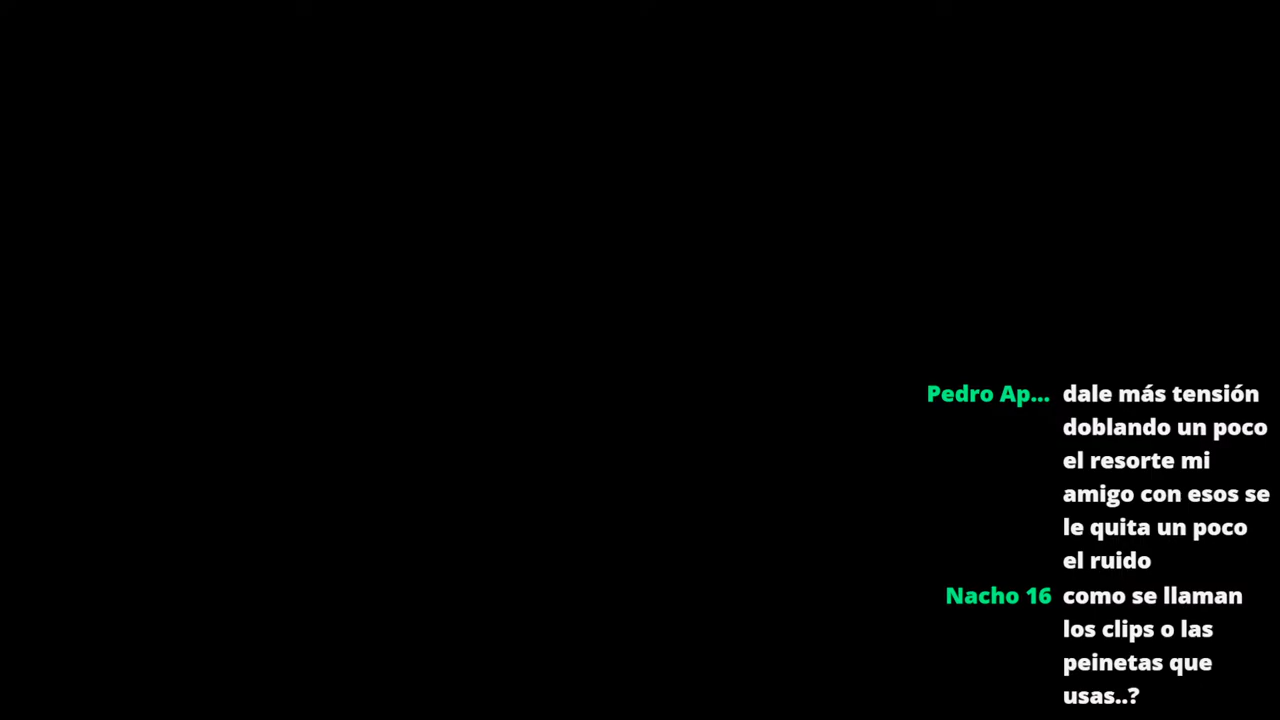 Pedro Ap... dale más tensión
doblando un poco
el resorte mi
amigo con esos se
le quita un poco
el ruido
Nacho 16 como se llaman
los clips o las
peinetas que
usas..?